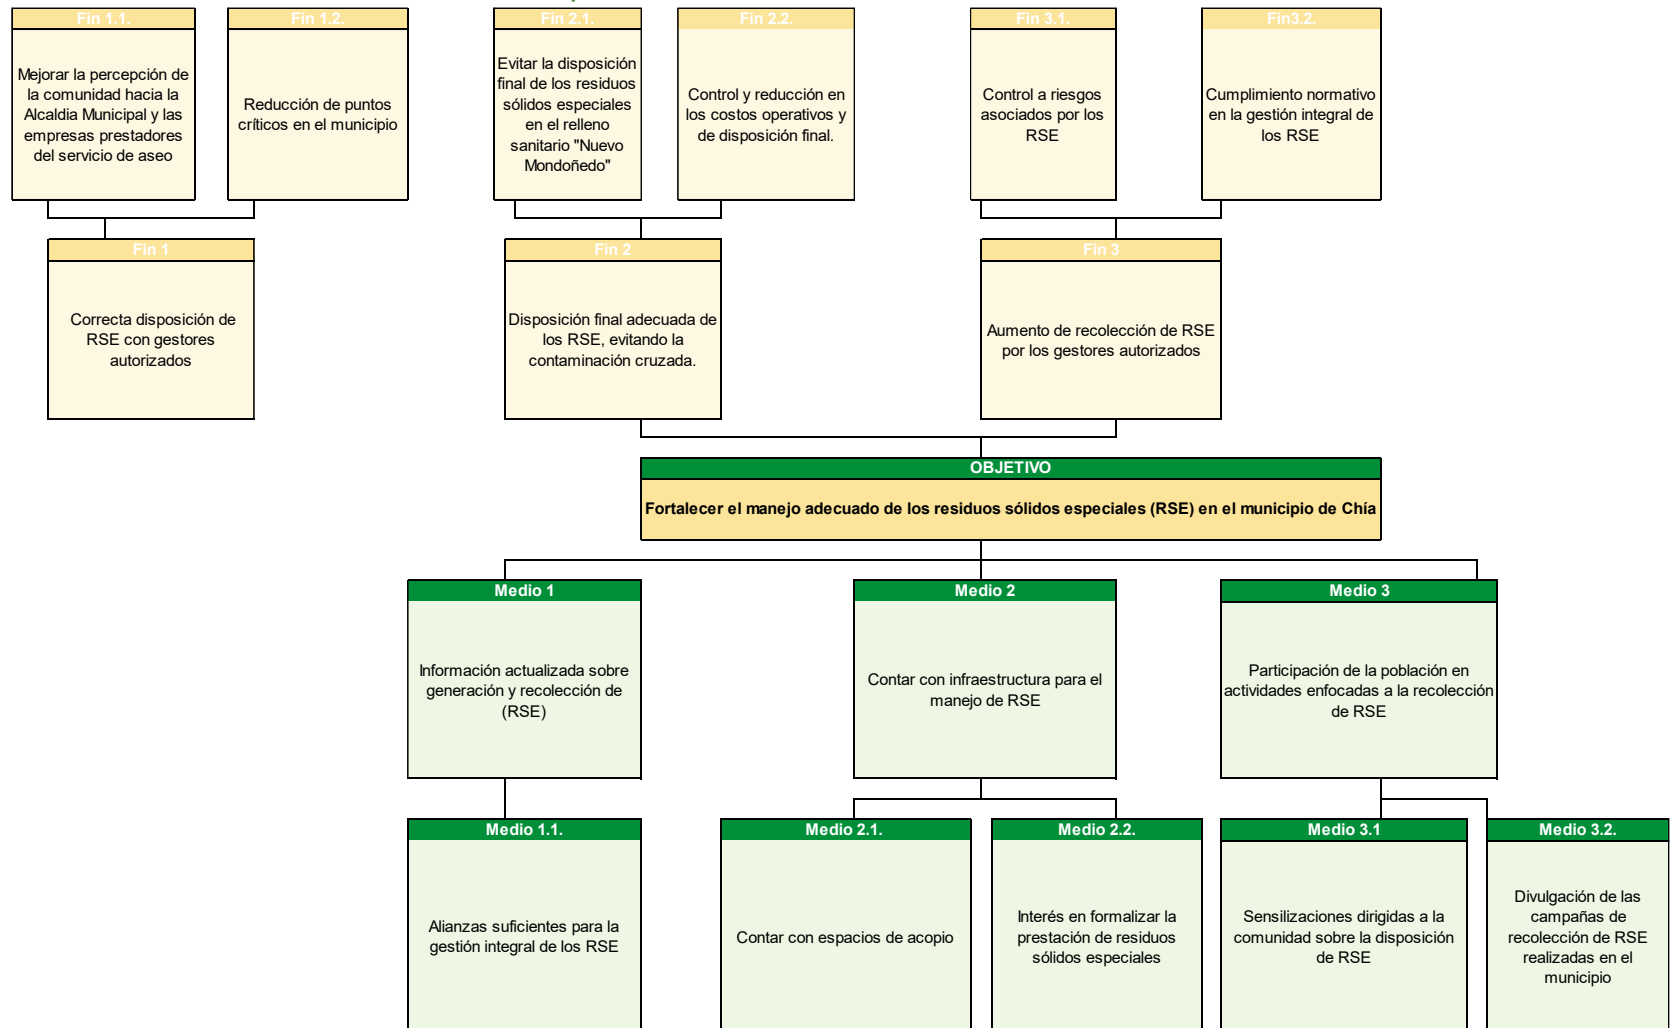 Fin 1.1.
Mejorar la percepción de
la comunidad hacia la
Alcaldia Municipal y las
empresas prestadores
del servicio de aseo
Fin 1.2.
Reducción de puntos
críticos en el municipio
Fin 2.1.
Evitar la disposición
final de los residuos
sólidos especiales
en el relleno
sanitario "Nuevo
Mondoñedo"
Fin 2.2.
Control y reducción en
los costos operativos y
de disposición final.
Fin 3.1.
Control a riesgos
asociados por los
RSE
Fin3.2.
Cumplimiento normativo
en la gestión integral de
los RSE
Fin 1
Correcta disposición de
RSE con gestores
autorizados
Fin 2
Disposición final adecuada de
los RSE, evitando la
contaminación cruzada.
Fin 3
Aumento de recolección de RSE
por los gestores autorizados
OBJETIVO
Fortalecer el manejo adecuado de los residuos sólidos especiales (RSE) en el municipio de Chía
Medio 1
Información actualizada sobre
generación y recolección de
(RSE)
Medio 2
Contar con infraestructura para el
manejo de RSE
Medio 3
Participación de la población en
actividades enfocadas a la recolección
de RSE
Medio 1.1.
Alianzas suficientes para la
gestión integral de los RSE
Medio 2.1.
Contar con espacios de acopio
Medio 2.2.
Interés en formalizar la
prestación de residuos
sólidos especiales
Medio 3.1
Sensilizaciones dirigidas a la
comunidad sobre la disposición
de RSE
Medio 3.2.
Divulgación de las
campañas de
recolección de RSE
realizadas en el
municipio